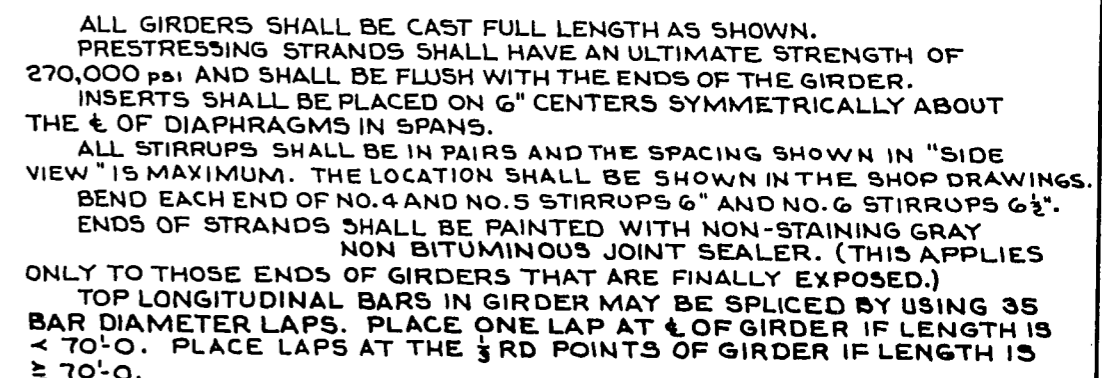 ALL GIRDERS SHALL BE CAST FULL LENGTH AS SHOWN.
PRESTRESSING STRANDS SHALL HAVE AN ULTIMATE STRENGTH OF
270,000 psi AND SHALL BE FLUSH WITH THE ENDS OF THE GIRDER.
INSERTS SHALL BE PLACED ON 6" CENTERS SYMMETRICALLY ABOUT
THE ℄ OF DIAPHRAGMS IN SPANS.
ALL STIRRUPS SHALL BE IN PAIRS AND THE SPACING SHOWN IN "SIDE
VIEW" IS MAXIMUM. THE LOCATION SHALL BE SHOWN IN THE SHOP DRAWINGS.
BEND EACH END OF NO.4 AND NO.5 STIRRUPS 6" AND NO.6 STIRRUPS 6½".
ENDS OF STRANDS SHALL BE PAINTED WITH NON-STAINING GRAY
NON BITUMINOUS JOINT SEALER. (THIS APPLIES
ONLY TO THOSE ENDS OF GIRDERS THAT ARE FINALLY EXPOSED.)
TOP LONGITUDINAL BARS IN GIRDER MAY BE SPLICED BY USING 35
BAR DIAMETER LAPS. PLACE ONE LAP AT ℄ OF GIRDER IF LENGTH IS
< 70'-0. PLACE LAPS AT THE ⅓ RD POINTS OF GIRDER IF LENGTH IS
≥ 70'-0.